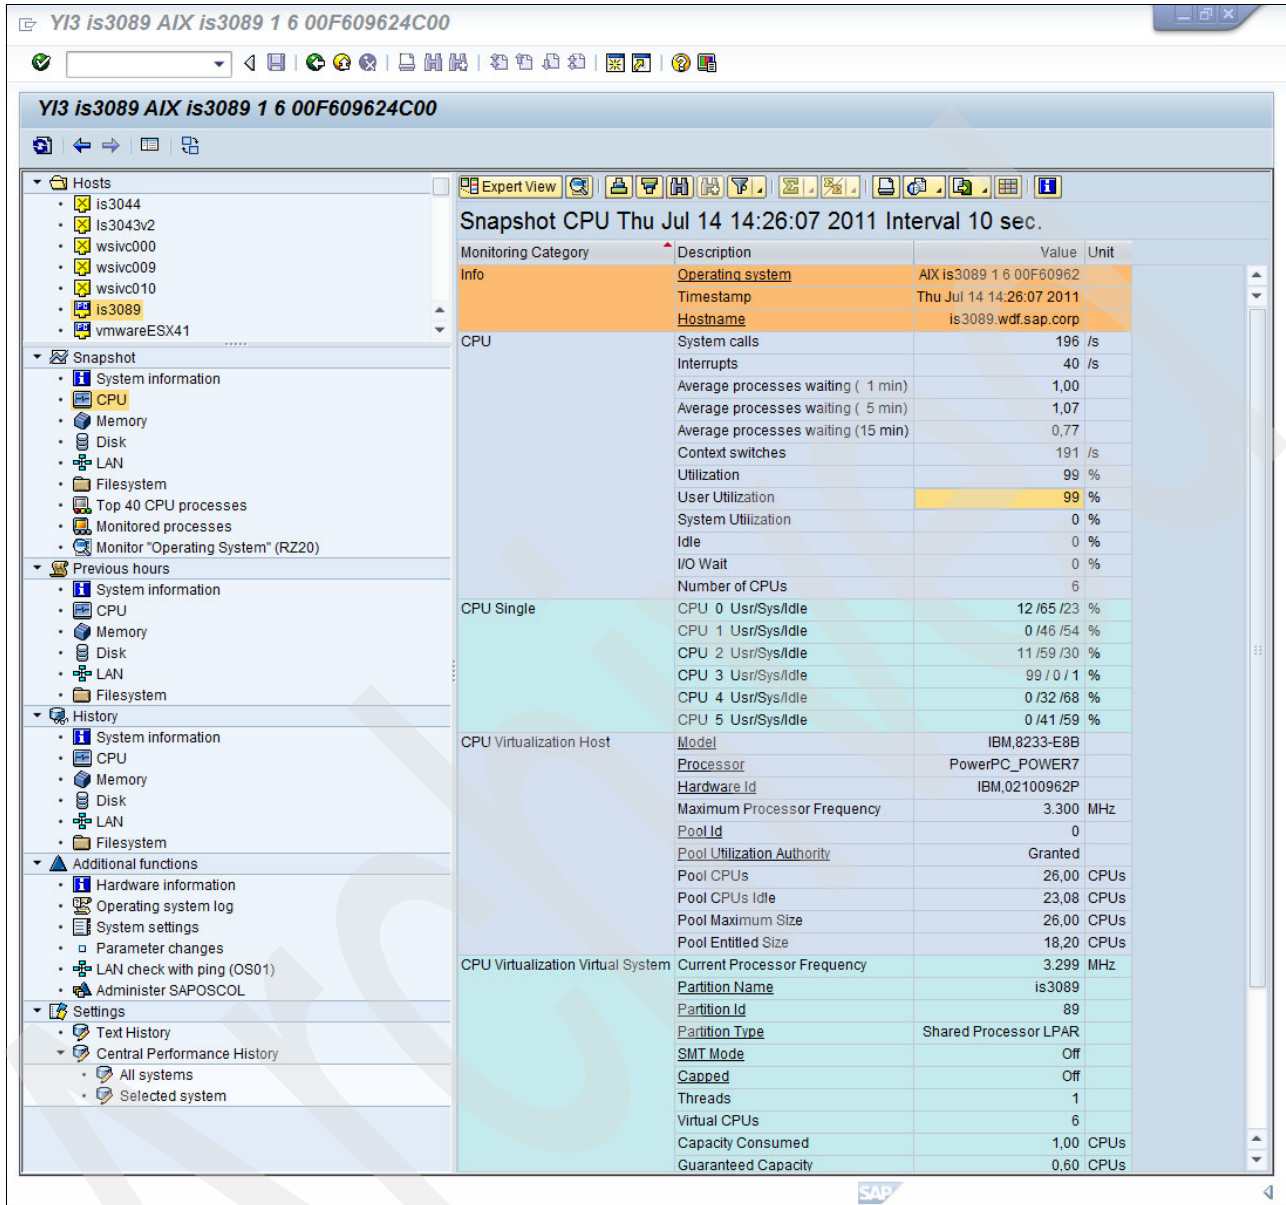 YI3 is3089 AIX is3089 1 6 00F609624C00
YI3 is3089 AIX is3089 1 6 00F609624C00
Hosts
is3044
Is3043v2
wsivc000
wsivc009
wsivc010
is3089
vmwareESX41
Snapshot
System information
CPU
Memory
Disk
LAN
Filesystem
Top 40 CPU processes
Monitored processes
Monitor "Operating System" (RZ20)
Previous hours
System information
CPU
Memory
Disk
LAN
Filesystem
History
System information
CPU
Memory
Disk
LAN
Filesystem
Additional functions
Hardware information
Operating system log
System settings
Parameter changes
LAN check with ping (OS01)
Administer SAPOSCOL
Settings
Text History
Central Performance History
All systems
Selected system
Expert View
Snapshot CPU Thu Jul 14 14:26:07 2011 Interval 10 sec.
Monitoring Category Description Value Unit
Info Operating system AIX is3089 1 6 00F60962
Timestamp Thu Jul 14 14:26:07 2011
Hostname is3089.wdf.sap.corp
CPU System calls 196 /s
Interrupts 40 /s
Average processes waiting ( 1 min) 1,00
Average processes waiting ( 5 min) 1,07
Average processes waiting (15 min) 0,77
Context switches 191 /s
Utilization 99 %
User Utilization 99 %
System Utilization 0 %
Idle 0 %
I/O Wait 0 %
Number of CPUs 6
CPU Single CPU 0 Usr/Sys/Idle 12 /65 /23 %
CPU 1 Usr/Sys/Idle 0 /46 /54 %
CPU 2 Usr/Sys/Idle 11 /59 /30 %
CPU 3 Usr/Sys/Idle 99 / 0 / 1 %
CPU 4 Usr/Sys/Idle 0 /32 /68 %
CPU 5 Usr/Sys/Idle 0 /41 /59 %
CPU Virtualization Host Model IBM,8233-E8B
Processor PowerPC_POWER7
Hardware Id IBM,02100962P
Maximum Processor Frequency 3.300 MHz
Pool Id 0
Pool Utilization Authority Granted
Pool CPUs 26,00 CPUs
Pool CPUs Idle 23,08 CPUs
Pool Maximum Size 26,00 CPUs
Pool Entitled Size 18,20 CPUs
CPU Virtualization Virtual System Current Processor Frequency 3.299 MHz
Partition Name is3089
Partition Id 89
Partition Type Shared Processor LPAR
SMT Mode Off
Capped Off
Threads 1
Virtual CPUs 6
Capacity Consumed 1,00 CPUs
Guaranteed Capacity 0,60 CPUs
SAP